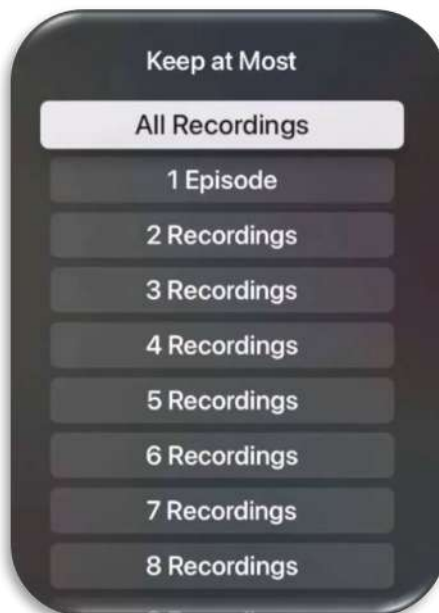 Keep at Most
All Recordings
1 Episode
2 Recordings
3 Recordings
4 Recordings
5 Recordings
6 Recordings
7 Recordings
8 Recordings